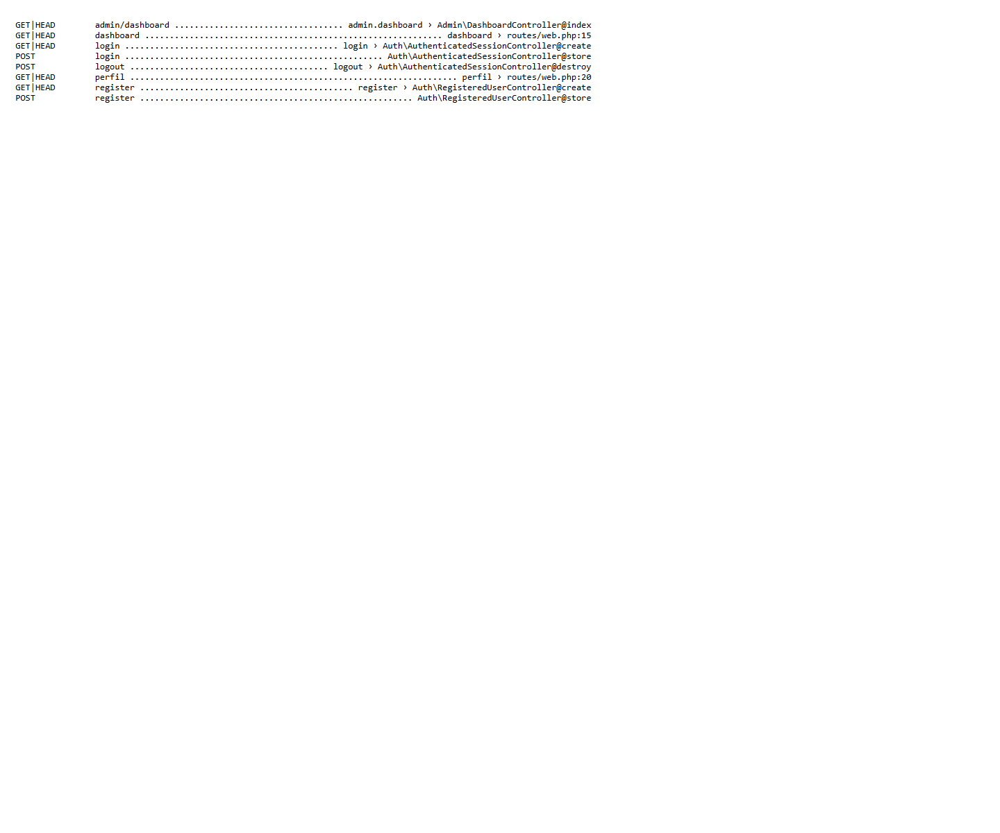 GET|HEAD        admin/dashboard .................................. admin.dashboard › Admin\DashboardController@index
GET|HEAD        dashboard ............................................................ dashboard › routes/web.php:15
GET|HEAD        login ........................................... login › Auth\AuthenticatedSessionController@create
POST            login .................................................... Auth\AuthenticatedSessionController@store
POST            logout ........................................ logout › Auth\AuthenticatedSessionController@destroy
GET|HEAD        perfil .................................................................. perfil › routes/web.php:20
GET|HEAD        register ........................................... register › Auth\RegisteredUserController@create
POST            register ....................................................... Auth\RegisteredUserController@store